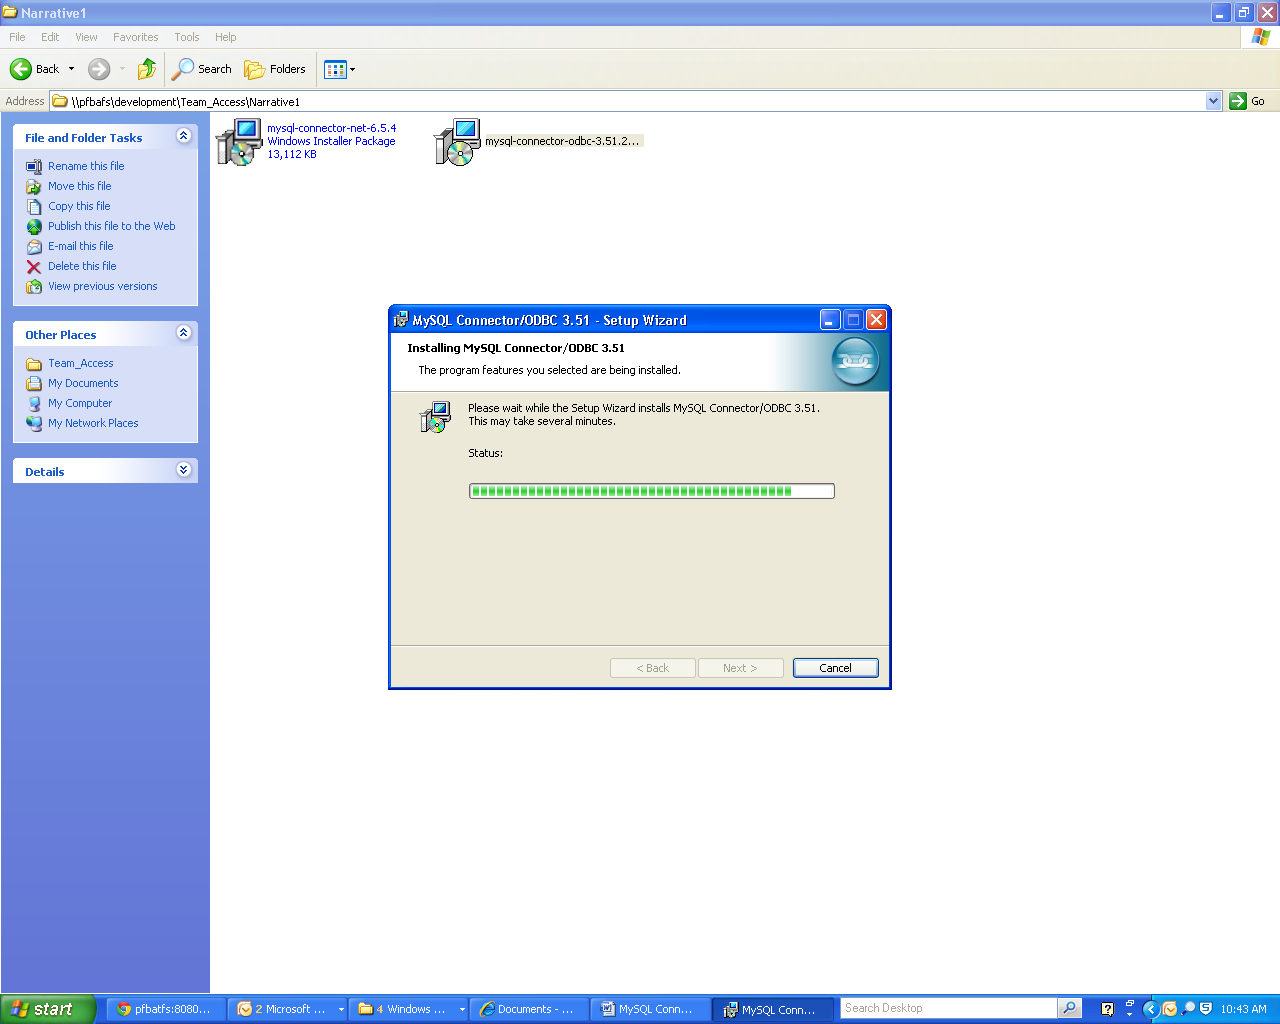 Narrative1
File Edit View Favorites Tools Help
Back Search Folders
Address \\pfbafs\development\Team_Access\Narrative1 Go
File and Folder Tasks
Rename this file
Move this file
Copy this file
Publish this file to the Web
E-mail this file
Delete this file
View previous versions
Other Places
Team_Access
My Documents
My Computer
My Network Places
Details
mysql-connector-net-6.5.4
Windows Installer Package
13,112 KB
mysql-connector-odbc-3.51.2...
MySQL Connector/ODBC 3.51 - Setup Wizard
Installing MySQL Connector/ODBC 3.51
The program features you selected are being installed.
Please wait while the Setup Wizard installs MySQL Connector/ODBC 3.51.
This may take several minutes.
Status:
< Back Next > Cancel
start pfbatfs:8080... 2 Microsoft ... 4 Windows ... Documents - ... MySQL Conn... MySQL Conn... Search Desktop 10:43 AM